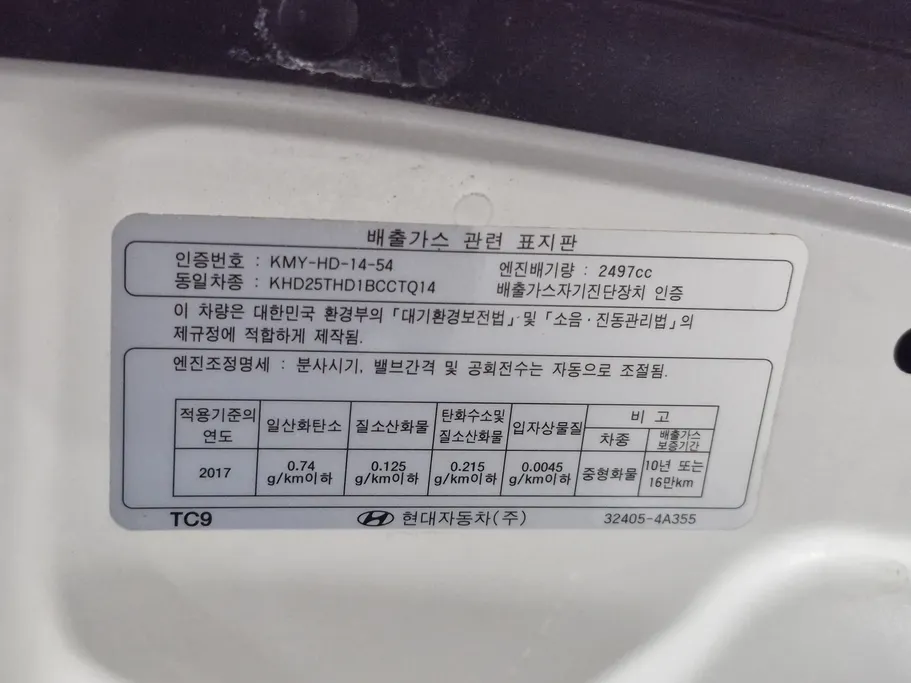 배출가스 관련 표지판
인증번호 : KMY-HD-14-54
엔진배기량 : 2497cc
동일차종 : KHD25THD1BCCTQ14
배출가스자기진단장치 인증
이 차량은 대한민국 환경부의 「대기환경보전법」 및 「소음·진동관리법」의
제규정에 적합하게 제작됨.
엔진조정명세 : 분사시기, 밸브간격 및 공회전수는 자동으로 조절됨.
적용기준의 연도 일산화탄소 질소산화물 탄화수소및 질소산화물 입자상물질 비 고
차종 배출가스 보증기간
2017 0.74 g/km이하 0.125 g/km이하 0.215 g/km이하 0.0045 g/km이하 중형화물 10년 또는 16만km
TC9 현대자동차(주) 32405-4A355